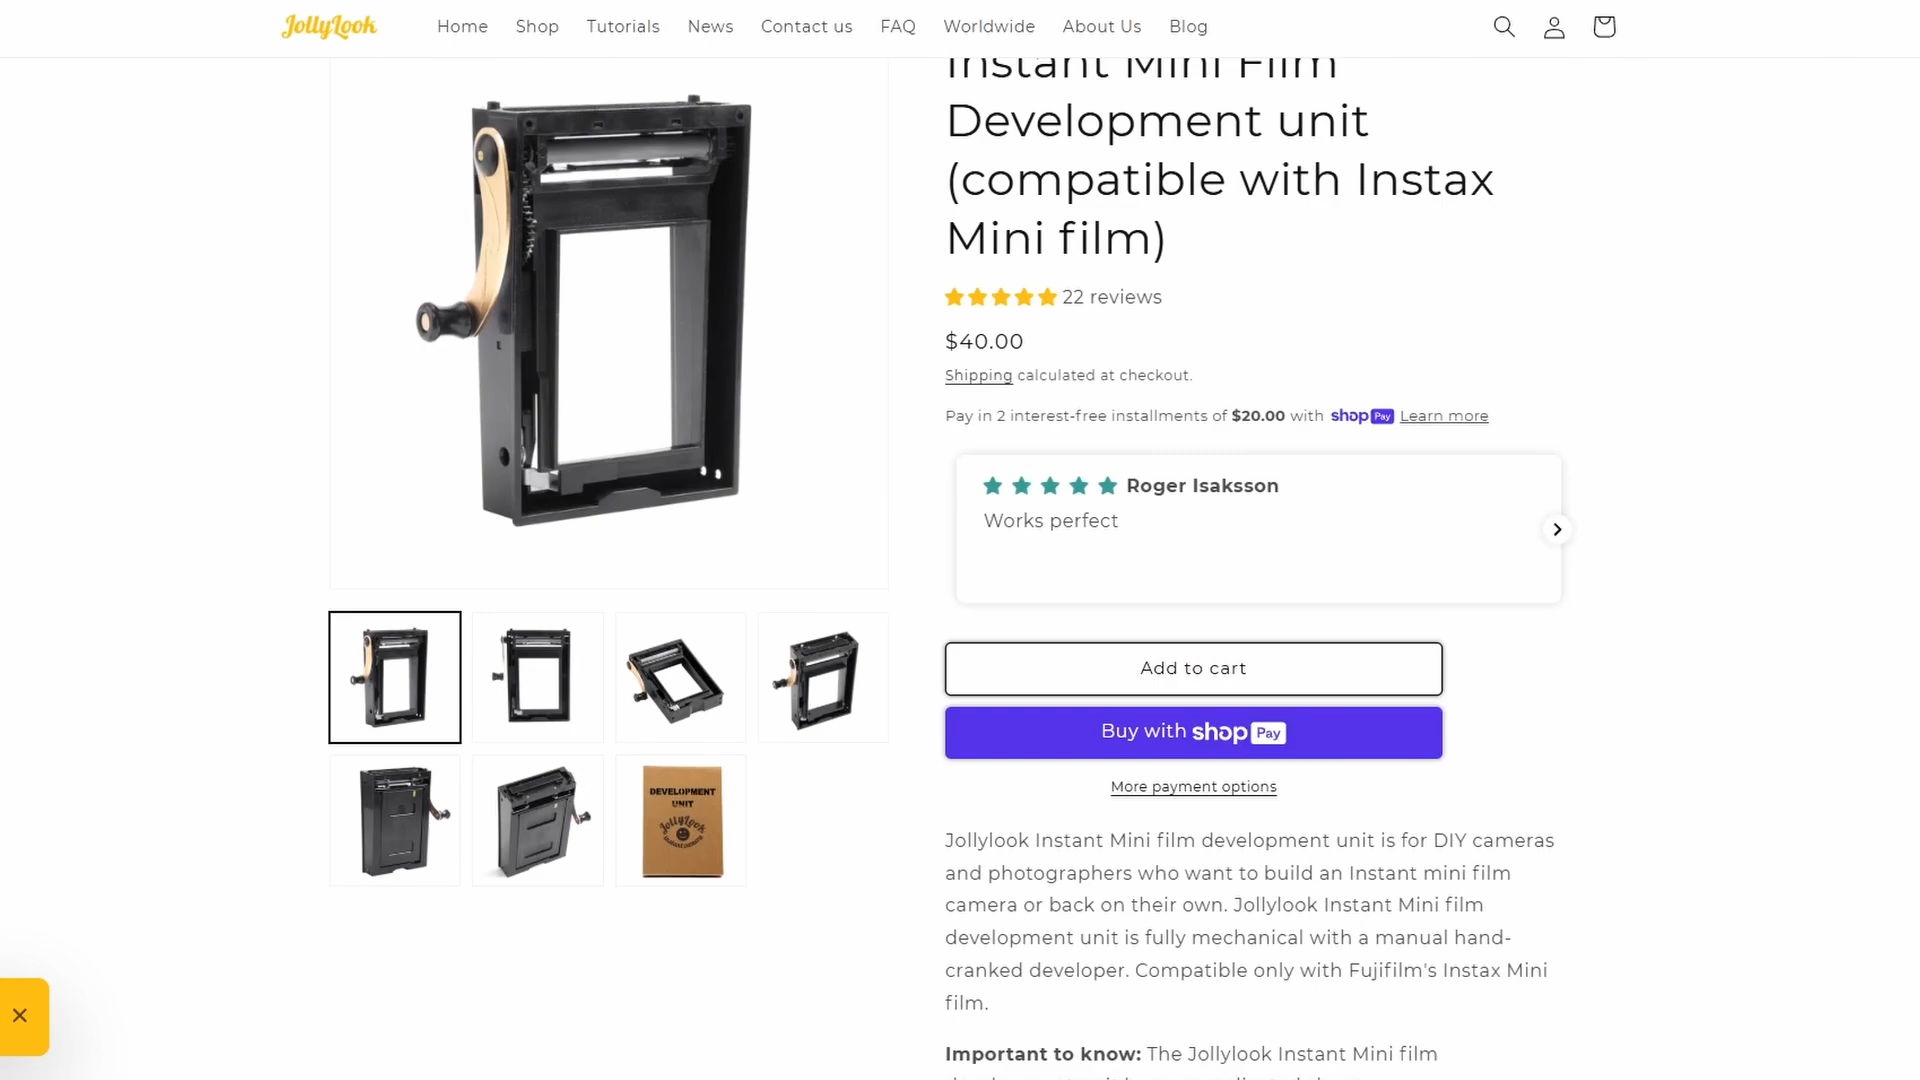 JollyLook Home Shop Tutorials News Contact us FAQ Worldwide About Us Blog
Instant Mini Film
Development unit
(compatible with Instax
Mini film)
22 reviews
$40.00
Shipping calculated at checkout.
Pay in 2 interest-free installments of $20.00 with shop Pay Learn more
Roger Isaksson
Works perfect
Add to cart
Buy with shop Pay
More payment options
DEVELOPMENT
UNIT
JollyLook
instant camera
Jollylook Instant Mini film development unit is for DIY cameras
and photographers who want to build an Instant mini film
camera or back on their own. Jollylook Instant Mini film
development unit is fully mechanical with a manual hand-
cranked developer. Compatible only with Fujifilm's Instax Mini
film.
Important to know: The Jollylook Instant Mini film